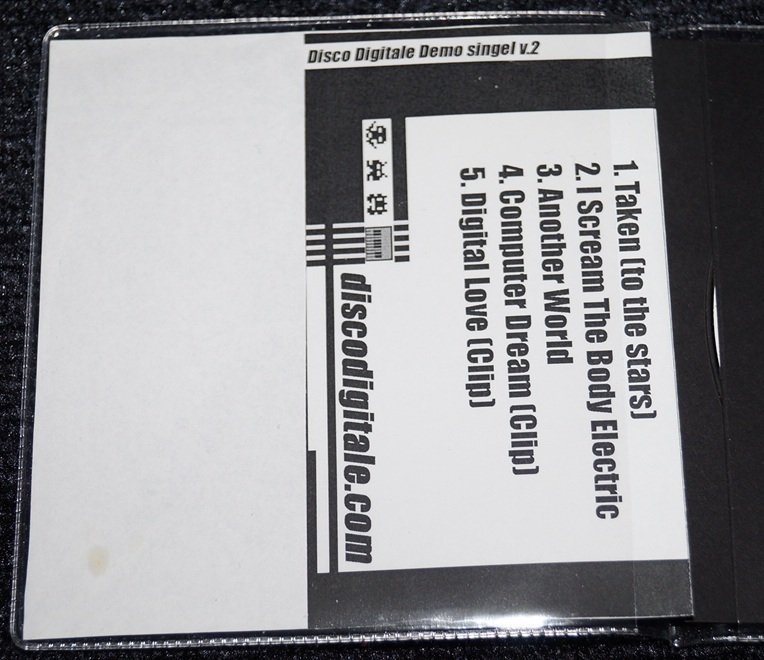 Disco Digitale Demo singel v.2
1. Taken (to the stars)
2. I Scream The Body Electric
3. Another World
4. Computer Dream (Clip)
5. Digital Love (Clip)
discodigitale.com